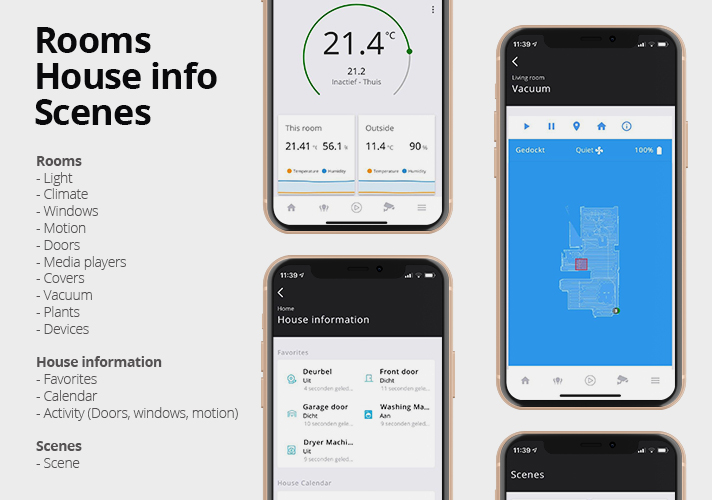 Rooms
House info
Scenes
Rooms
- Light
- Climate
- Windows
- Motion
- Doors
- Media players
- Covers
- Vacuum
- Plants
- Devices
House information
- Favorites
- Calendar
- Activity (Doors, windows, motion)
Scenes
- Scene
21.4°C
21.2
Inactief - Thuis
This room
21.41 °C 56.1 %
Temperature Humidity
Outside
11.4 °C 90 %
Temperature Humidity
11:39
Home
House information
Favorites
Deurbel
Uit
4 seconden geled...
Front door
Dicht
11 seconden gele...
Garage door
Dicht
10 seconden gele...
Washing Ma...
Aan
9 seconden geled...
Dryer Machi...
Uit
9 seconden geled...
House Calendar
11:39
Living room
Vacuum
Gedockt
Quiet
100%
11:39
Scenes